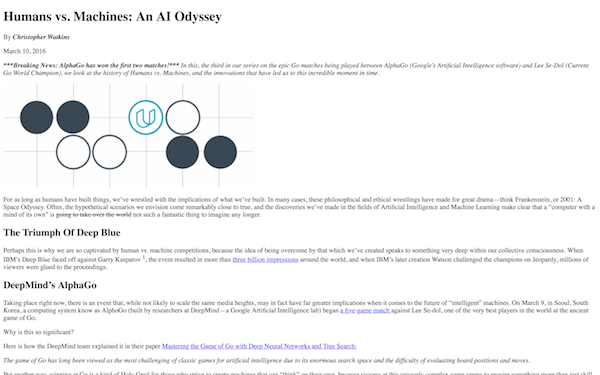 Humans vs. Machines: An AI Odyssey
By Christopher Watkins
March 10, 2016
***Breaking News: AlphaGo has won the first two matches!*** In this, the third in our series on the epic Go matches being played between AlphaGo (Google's Artificial Intelligence software) and Lee Se-Dol (Current
Go World Champion), we look at the history of Humans vs. Machines, and the innovations that have led us to this incredible moment in time.
For as long as humans have built things, we've wrestled with the implications of what we've built. In many cases, these philosophical and ethical wrestlings have made for great drama—think Frankenstein, or 2001: A
Space Odyssey. Often, the hypothetical scenarios we envision come remarkably close to true, and the discoveries we've made in the fields of Artificial Intelligence and Machine Learning make clear that a "computer with
a mind of its own" is going to take over the world not such a fantastic thing to imagine any longer.
The Triumph Of Deep Blue
Perhaps this is why we are so captivated by human vs. machine competitions, because the idea of being overcome by that which we've created speaks to something very deep within our collective consciousness. When
IBM's Deep Blue faced off against Garry Kasparov 1, the event resulted in more than three billion impressions around the world, and when IBM's later creation Watson challenged the champions on Jeopardy, millions of
viewers were glued to the proceedings.
DeepMind's AlphaGo
Taking place right now, there is an event that, while not likely to scale the same media heights, may in fact have far greater implications when it comes to the future of "intelligent" machines. On March 9, in Seoul, South
Korea, a computing system know as AlphaGo (built by researchers at DeepMind—a Google Artificial Intelligence lab) began a five-game match against Lee Se-dol, one of the very best players in the world at the ancient
game of Go.
Why is this so significant?
Here is how the DeepMind team explained it in their paper Mastering the Game of Go with Deep Neural Networks and Tree Search:
The game of Go has long been viewed as the most challenging of classic games for artificial intelligence due to its enormous search space and the difficulty of evaluating board positions and moves.